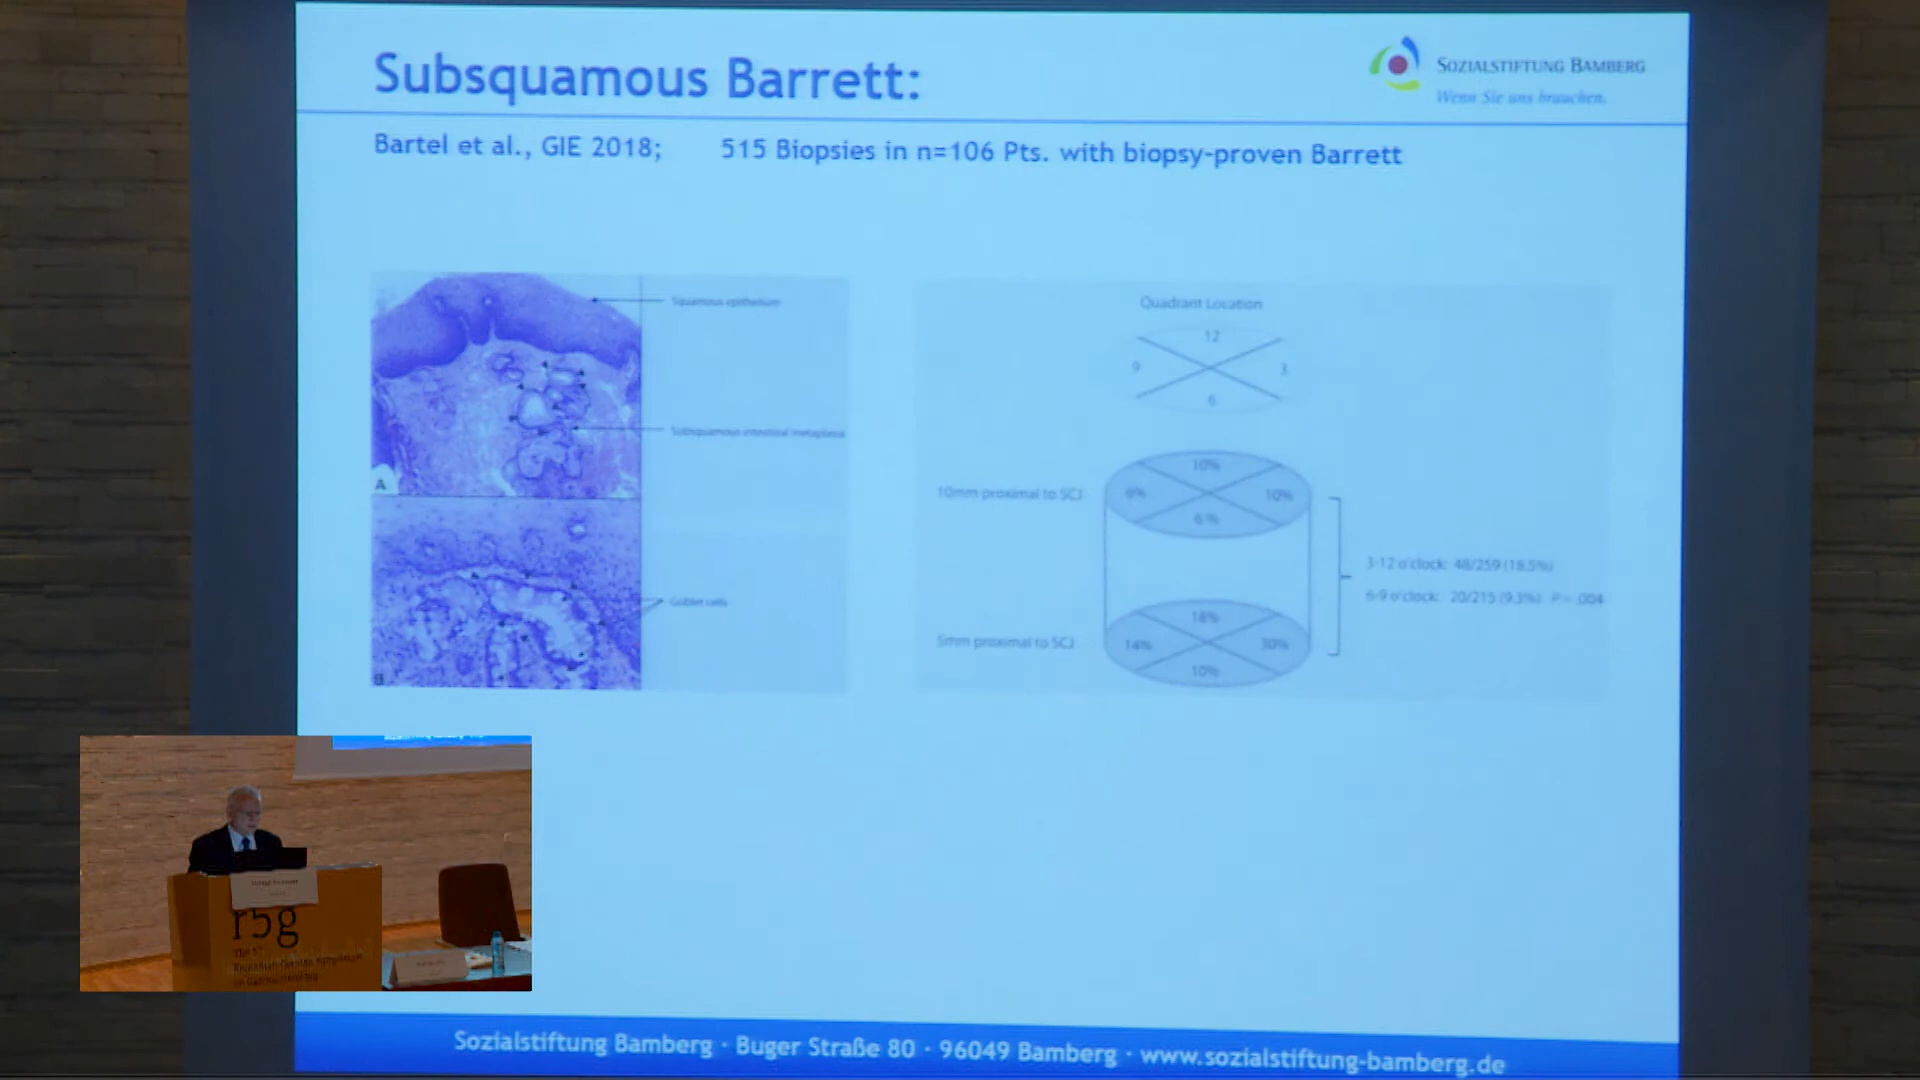 Subsquamous Barrett:
SOZIALSTIFTUNG BAMBERG
Wenn Sie uns brauchen.
Bartel et al., GIE 2018; 515 Biopsies in n=106 Pts. with biopsy-proven Barrett
Squamous epithelium
Subsquamous intestinal metaplasia
A
Goblet cells
B
Quadrant Location
12
9
3
6
10mm proximal to SCJ
10%
10%
6%
3-12 o'clock: 48/259 (18.5%)
6-9 o'clock: 20/215 (9.3%) P = .004
5mm proximal to SCJ
18%
14%
30%
10%
r5g
Sozialstiftung Bamberg · Buger Straße 80 · 96049 Bamberg · www.sozialstiftung-bamberg.de